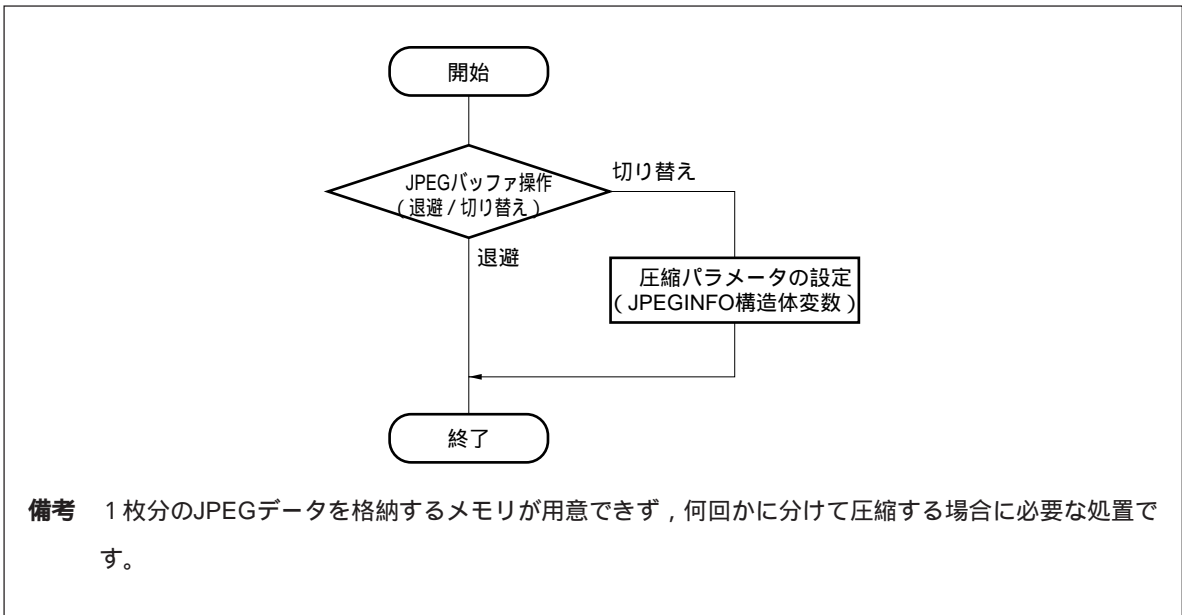 開始
JPEGバッファ操作
(退避/切り替え)
切り替え
退避
圧縮パラメータの設定
(JPEGINFO構造体変数)
終了
備考 1枚分のJPEGデータを格納するメモリが用意できず,何回かに分けて圧縮する場合に必要な処置で
す。